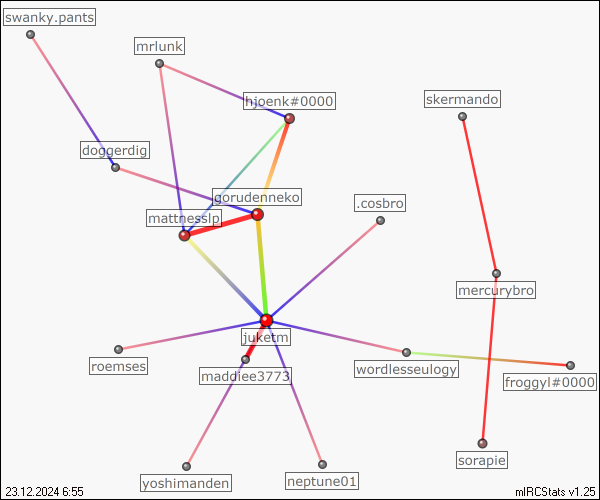 swanky.pants
mrlunk
hjoenk#0000
skermando
doggerdig
gorudenneko
.cosbro
mattnesslp
mercurybro
juketm
roemses
maddiee3773
wordlesseulogy
froggyl#0000
sorapie
yoshimanden
neptune01
23.12.2024 6:55
mIRCStats v1.25